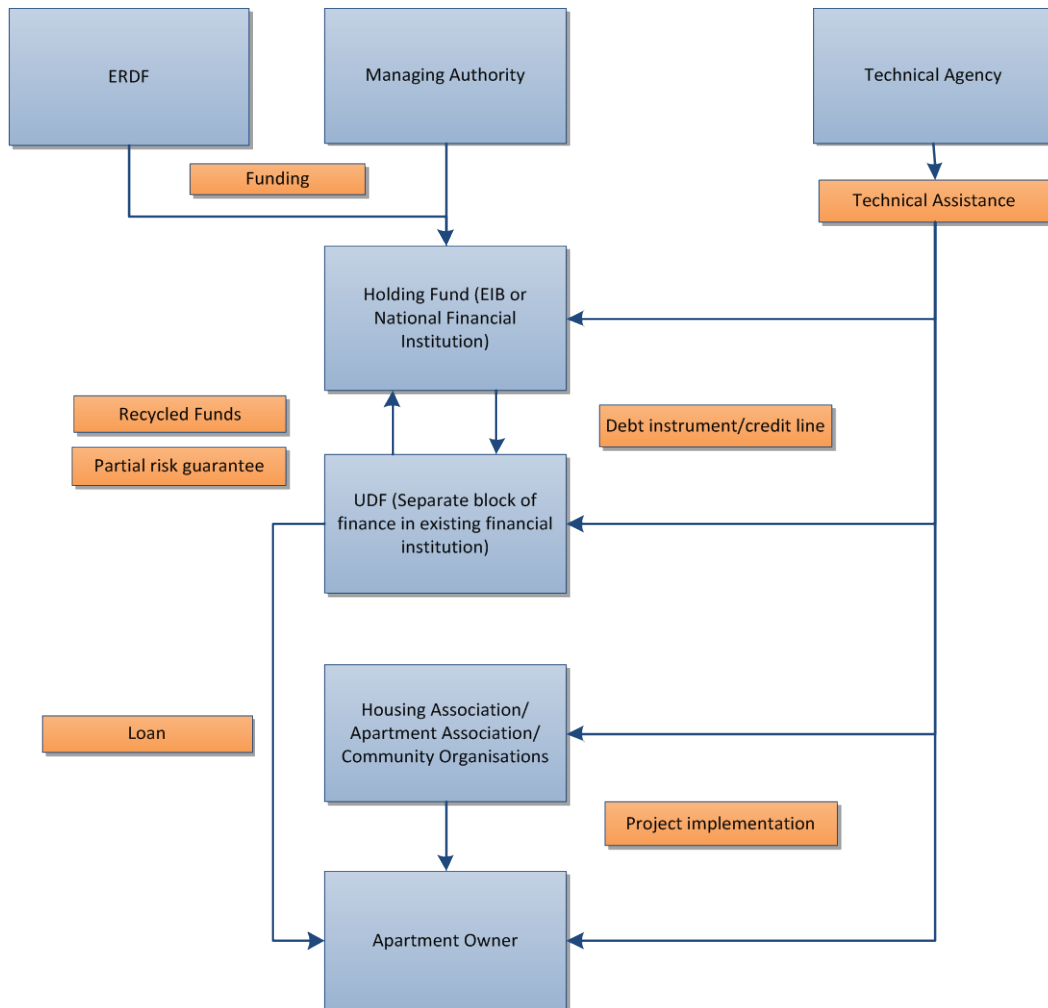 ERDF
Managing Authority
Technical Agency
Funding
Technical Assistance
Holding Fund (EIB or
National Financial
Institution)
Recycled Funds
Debt instrument/credit line
Partial risk guarantee
UDF (Separate block of
finance in existing financial
institution)
Housing Association/
Apartment Association/
Community Organisations
Loan
Project implementation
Apartment Owner